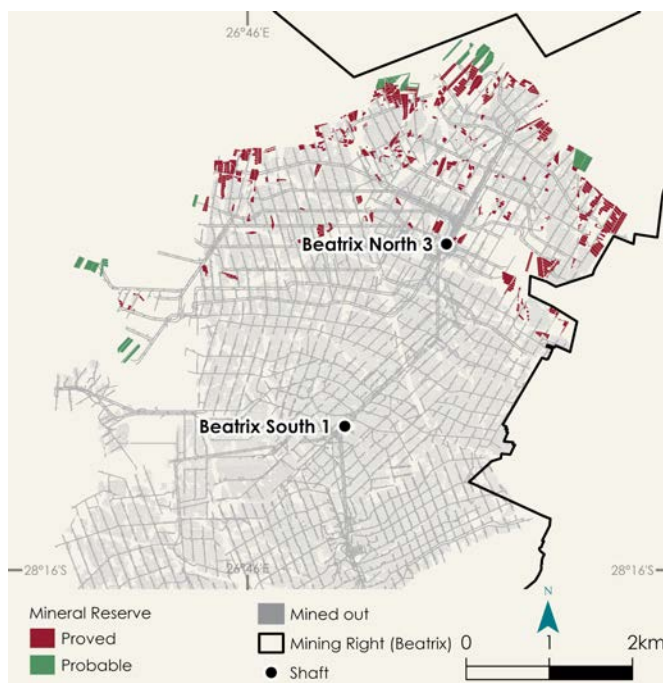 26°46'E
Beatrix North 3
Beatrix South 1
28°16'S
26°46'E
28°16'S
Mineral Reserve
Proved
Probable
Mined out
Mining Right (Beatrix)
Shaft
N
0 1 2km